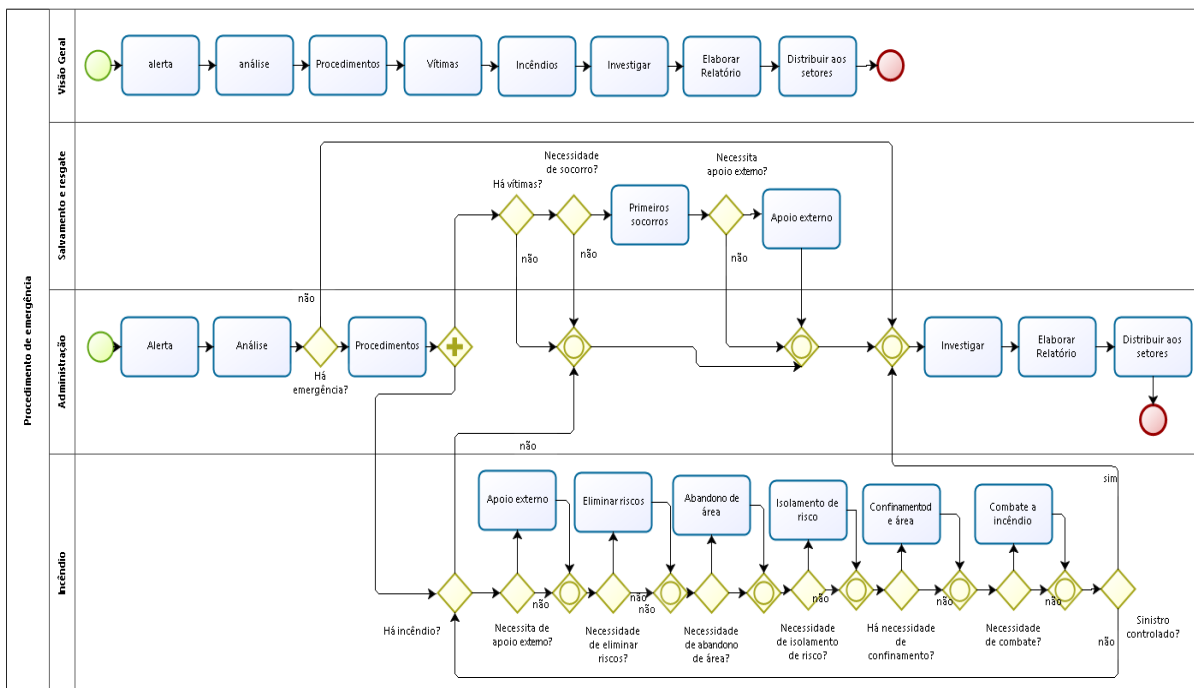 Procedimento de emergência
Visão Geral
alerta
análise
Procedimentos
Vítimas
Incêndios
Investigar
Elaborar
Relatório
Distribuir aos
setores
Salvamento e resgate
Necessidade
de socorro?
Necessita
apoio externo?
Há vítimas?
Primeiros
socorros
Apoio externo
não
não
não
não
Administração
Alerta
Análise
Procedimentos
Há
emergência?
Investigar
Elaborar
Relatório
Distribuir aos
setores
não
Incêndio
sim
Apoio externo
Eliminar riscos
Abandono de
área
Isolamento de
risco
Confinamentod
e área
Combate a
incêndio
não
não
não
não
não
não
não
Há incêndio?
Necessita de
apoio externo?
Necessidade
de eliminar
riscos?
Necessidade
de abandono
de área?
Necessidade
de isolamento
de risco?
Há necessidade
de
confinamento?
Necessidade
de combate?
não
Sinistro
controlado?